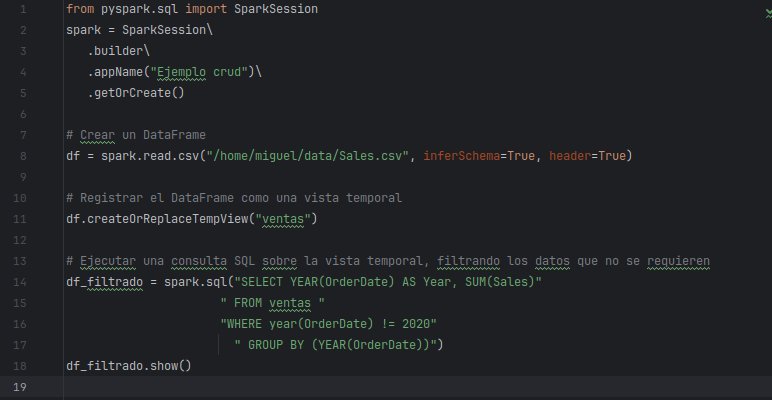 1 from pyspark.sql import SparkSession
2 spark = SparkSession\
3 .builder\
4 .appName("Ejemplo crud")\
5 .getOrCreate()
6
7 # Crear un DataFrame
8 df = spark.read.csv("/home/miguel/data/Sales.csv", inferSchema=True, header=True)
9
10 # Registrar el DataFrame como una vista temporal
11 df.createOrReplaceTempView("ventas")
12
13 # Ejecutar una consulta SQL sobre la vista temporal, filtrando los datos que no se requieren
14 df_filtrado = spark.sql("SELECT YEAR(OrderDate) AS Year, SUM(Sales)"
15 " FROM ventas "
16 "WHERE year(OrderDate) != 2020"
17 " GROUP BY (YEAR(OrderDate))")
18 df_filtrado.show()
19